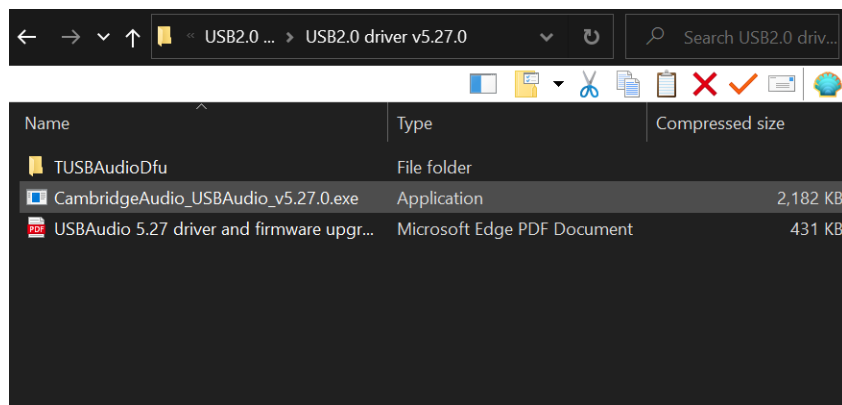 « USB2.0 ... > USB2.0 driver v5.27.0 Search USB2.0 driv...
Name Type Compressed size
TUSBAudioDfu File folder
CambridgeAudio_USBAudio_v5.27.0.exe Application 2,182 KB
PDF USBAudio 5.27 driver and firmware upgr... Microsoft Edge PDF Document 431 KB